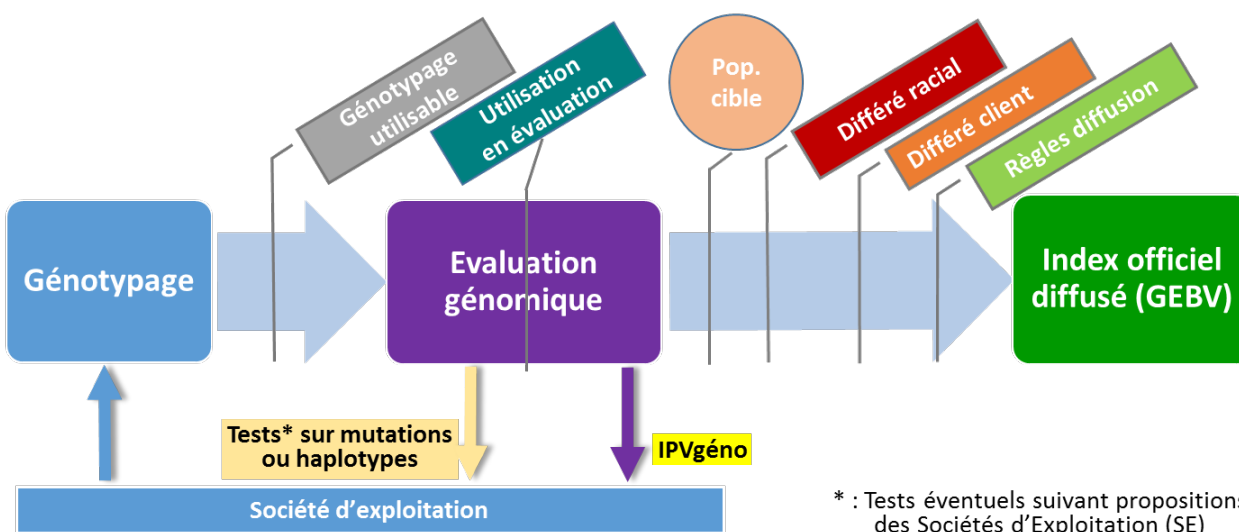 Génotypage
utilisable
Utilisation
en évaluation
Pop.
cible
Différé racial
Différé client
Règles diffusion
Génotypage
Evaluation
génomique
Index officiel
diffusé (GEBV)
Tests* sur mutations
ou haplotypes
IPVgéno
Société d'exploitation
* : Tests éventuels suivant propositions
des Sociétés d'Exploitation (SE)